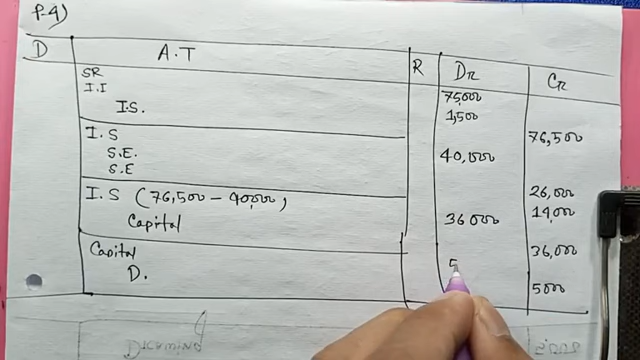 P-4)
D A.T R DR CR
SR 75,000
I.I 1,500
I.S. 76,500
I.S 40,000
S.E. 26,000
S.E 14,000
I.S (76,500 - 40,000) 36000
Capital 36,000
Capital 5
D. 5000